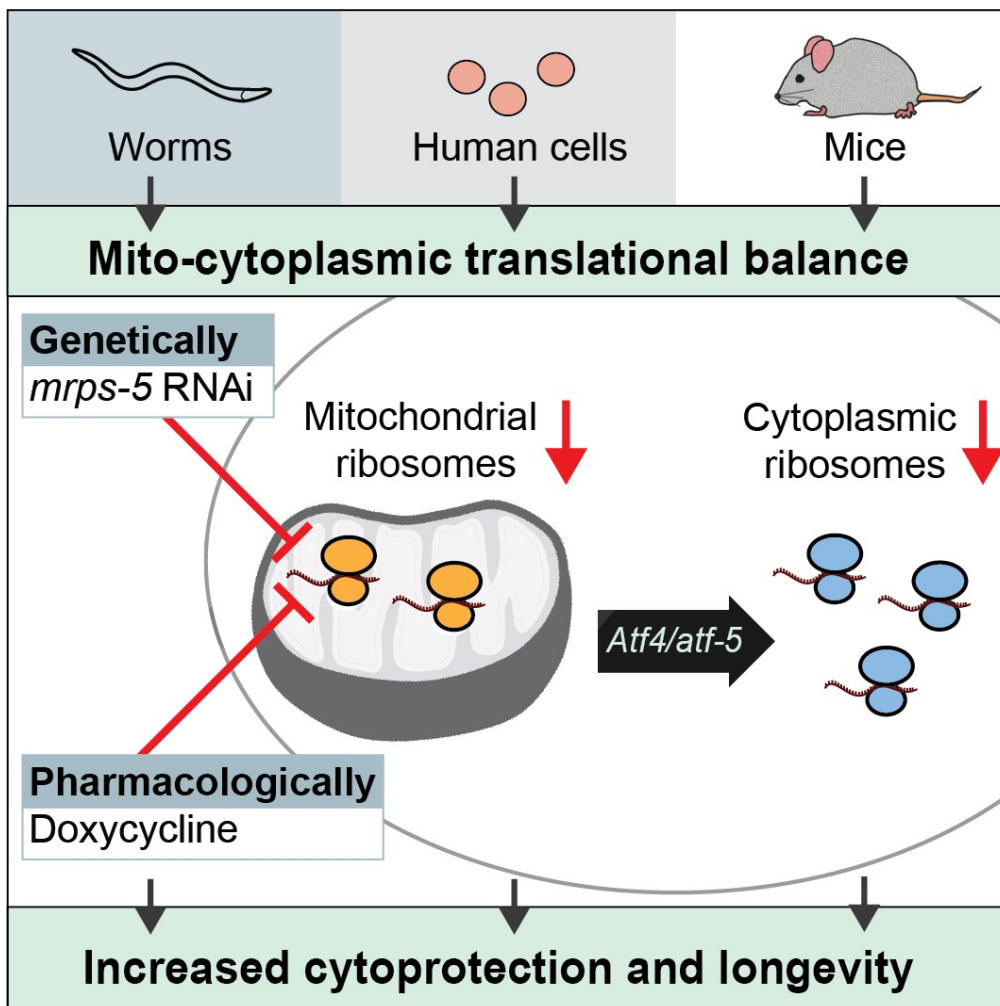 Worms
Human cells
Mice
Mito-cytoplasmic translational balance
Genetically
mrps-5 RNAi
Mitochondrial
ribosomes
Cytoplasmic
ribosomes
Atf4/atf-5
Pharmacologically
Doxycycline
Increased cytoprotection and longevity